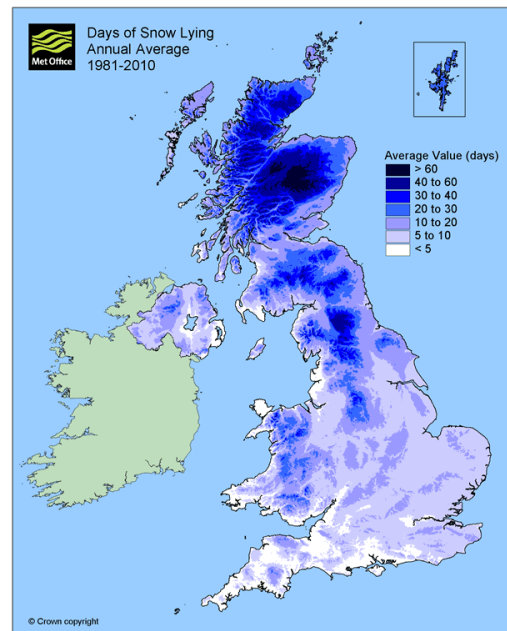 Met Office
Days of Snow Lying
Annual Average
1981-2010
Average Value (days)
> 60
40 to 60
30 to 40
20 to 30
10 to 20
5 to 10
< 5
© Crown copyright